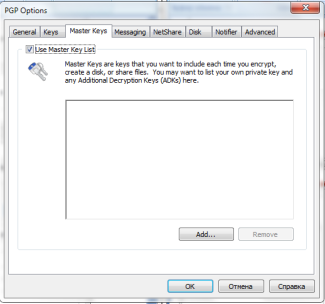 PGP Options
General Keys Master Keys Messaging NetShare Disk Notifier Advanced
Use Master Key List
Master Keys are keys that you want to include each time you encrypt,
create a disk, or share files. You may want to list your own private key and
any Additional Decryption Keys (ADKs) here.
Add... Remove
OK Отмена Справка